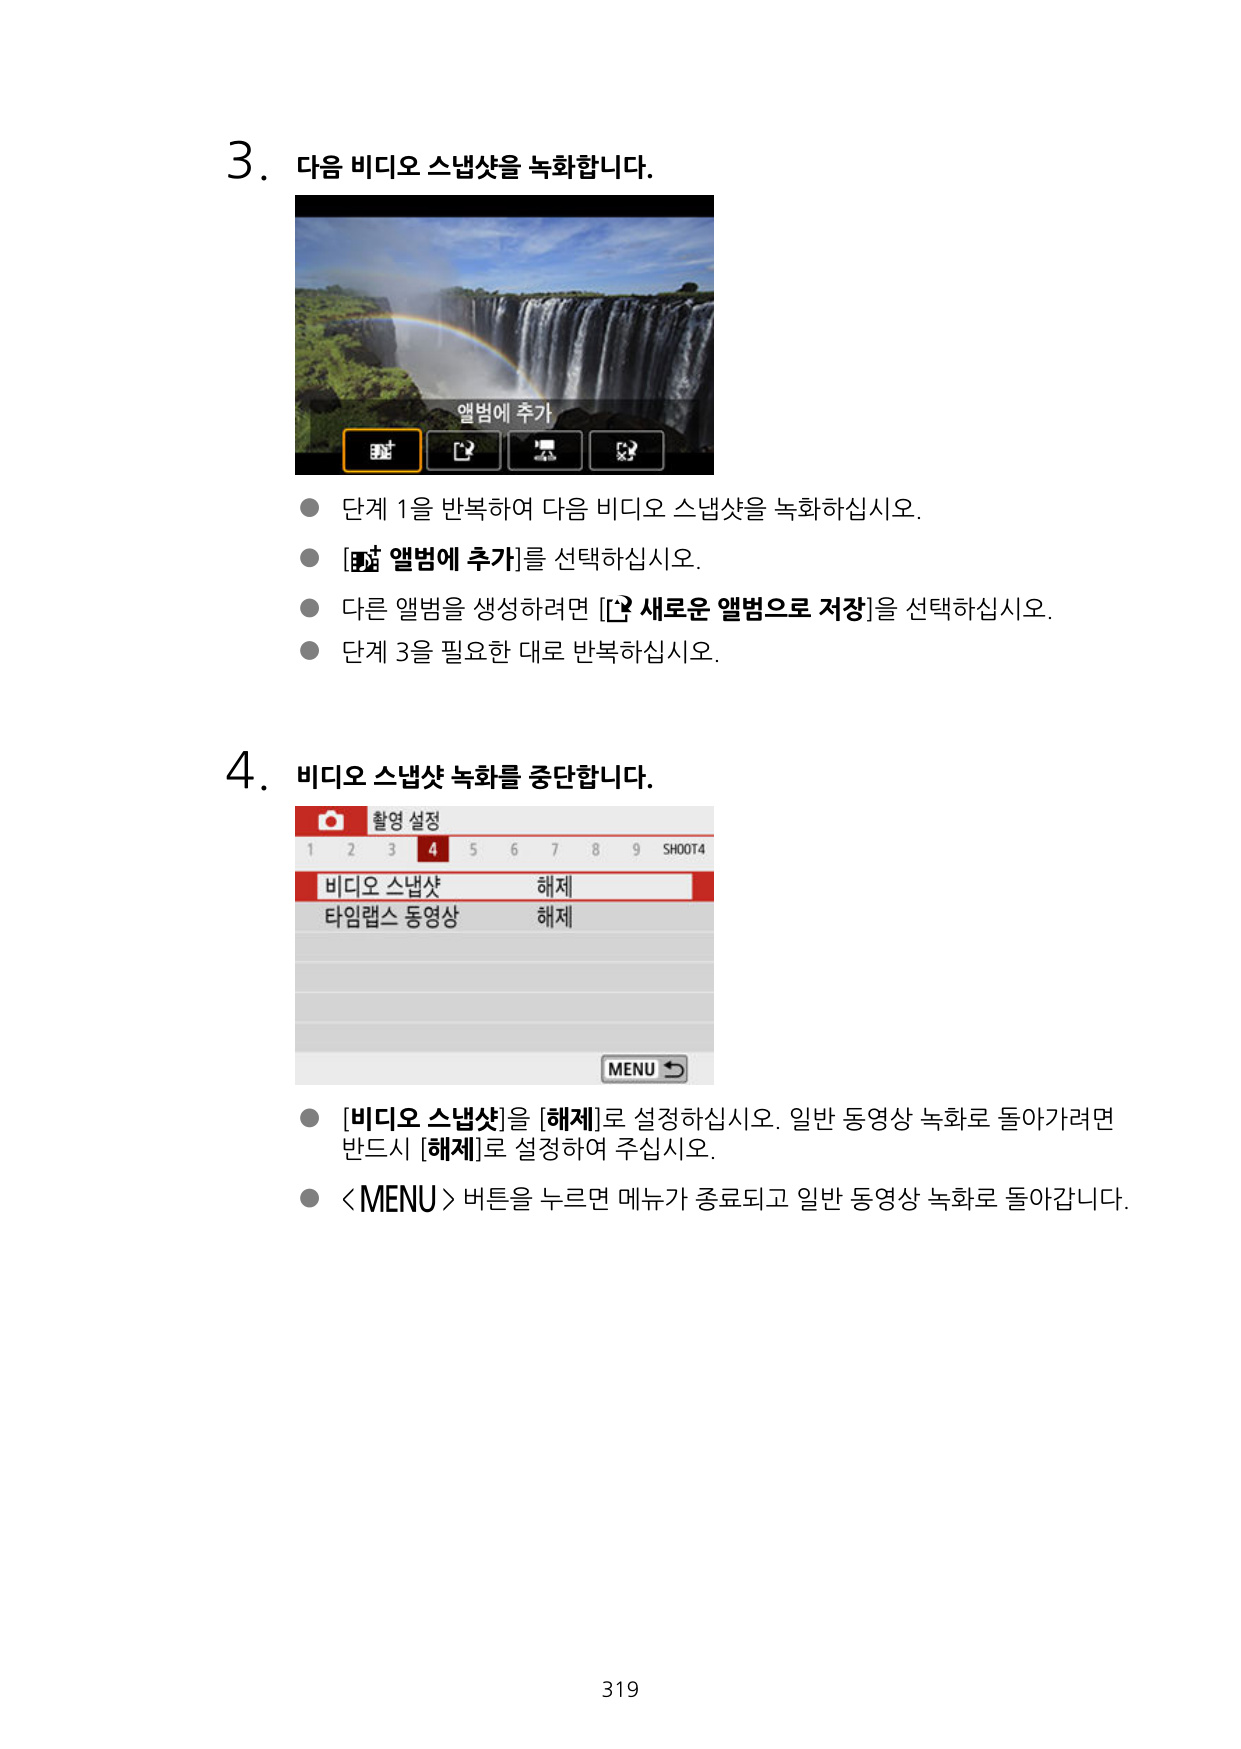 3. 다음 비디오 스냅샷을 녹화합니다.
앨범에 추가
● 단계 1을 반복하여 다음 비디오 스냅샷을 녹화하십시오.
● [앨범에 추가]를 선택하십시오.
● 다른 앨범을 생성하려면 [새로운 앨범으로 저장]을 선택하십시오.
● 단계 3을 필요한 대로 반복하십시오.
4. 비디오 스냅샷 녹화를 중단합니다.
촬영 설정
1 2 3 4 5 6 7 8 9 SHOOT4
비디오 스냅샷 해제
타임랩스 동영상 해제
MENU
● [비디오 스냅샷]을 [해제]로 설정하십시오. 일반 동영상 녹화로 돌아가려면
반드시 [해제]로 설정하여 주십시오.
● <MENU> 버튼을 누르면 메뉴가 종료되고 일반 동영상 녹화로 돌아갑니다.
319